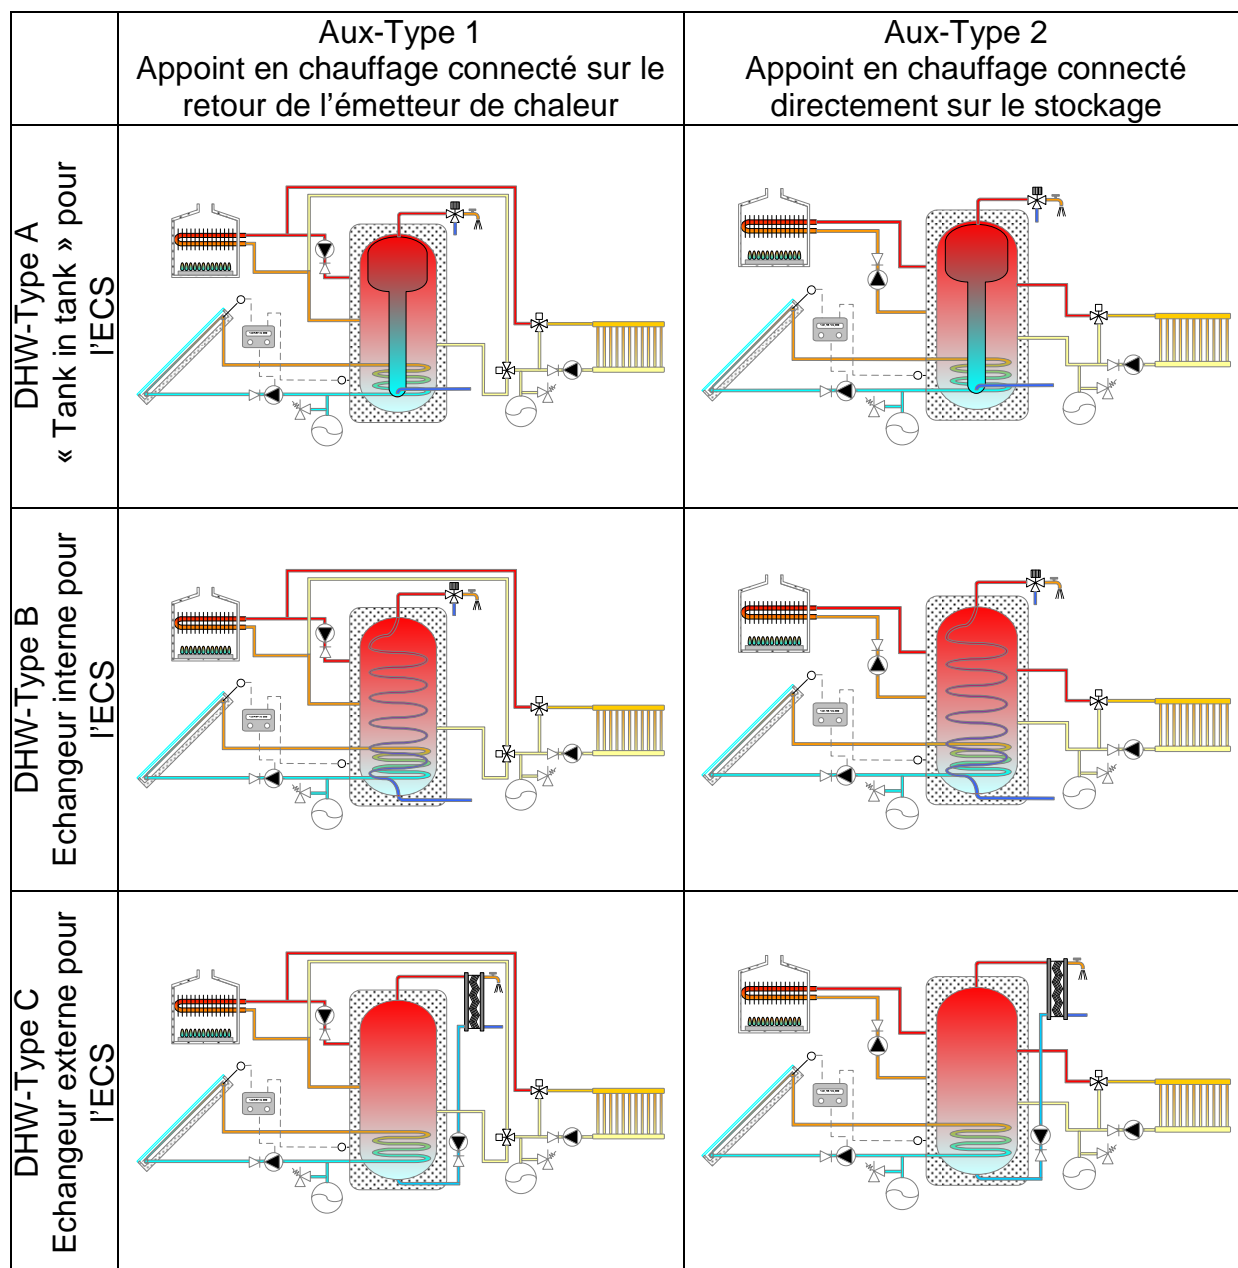 Aux-Type 1
Appoint en chauffage connecté sur le
retour de l’émetteur de chaleur
Aux-Type 2
Appoint en chauffage connecté
directement sur le stockage
DHW-Type A
« Tank in tank » pour
l’ECS
DHW-Type B
Echangeur interne pour
l’ECS
DHW-Type C
Echangeur externe pour
l’ECS